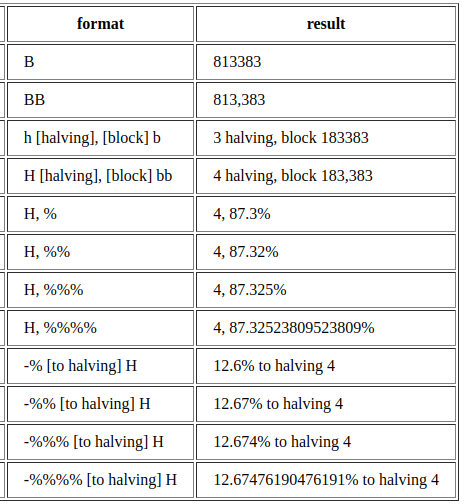 format result
B 813383
BB 813,383
h [halving], [block] b 3 halving, block 183383
H [halving], [block] bb 4 halving, block 183,383
H, % 4, 87.3%
H, %% 4, 87.32%
H, %%% 4, 87.325%
H, %%%% 4, 87.32523809523809%
-% [to halving] H 12.6% to halving 4
-%% [to halving] H 12.67% to halving 4
-%%% [to halving] H 12.674% to halving 4
-%%%% [to halving] H 12.67476190476191% to halving 4